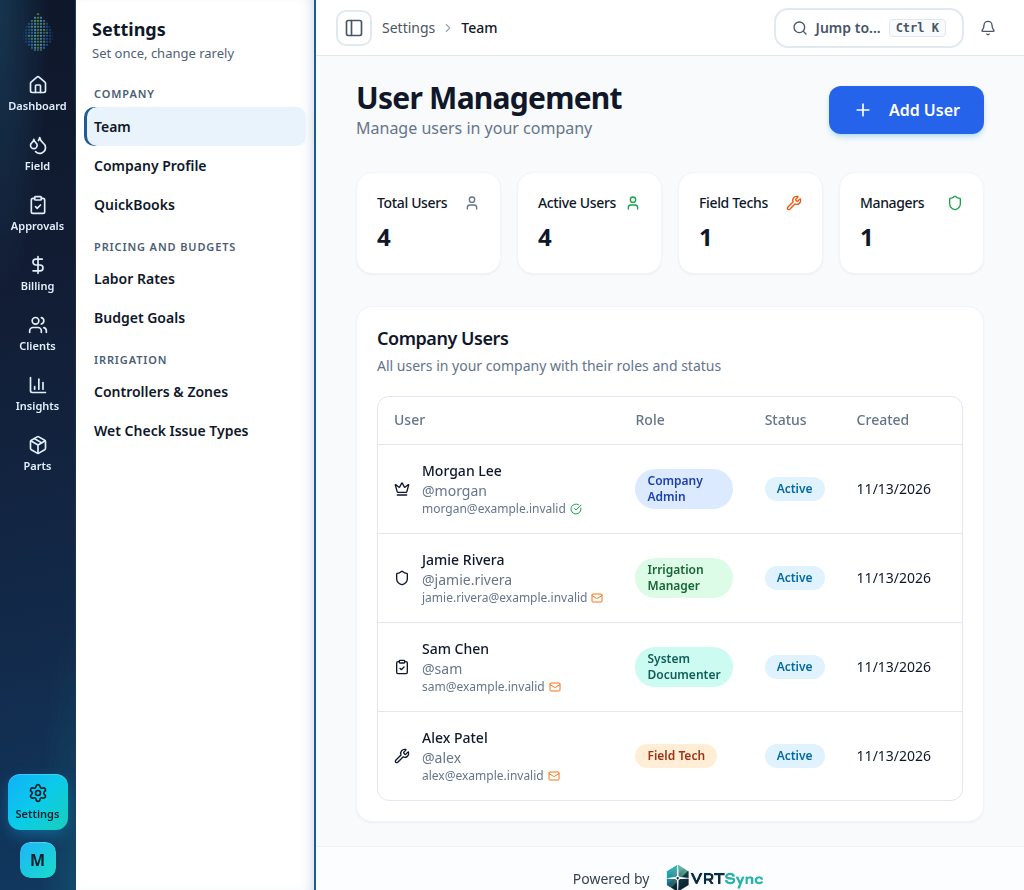 Dashboard
Field
Approvals
Billing
Clients
Insights
Parts
Settings
M
Settings
Set once, change rarely
COMPANY
Team
Company Profile
QuickBooks
PRICING AND BUDGETS
Labor Rates
Budget Goals
IRRIGATION
Controllers & Zones
Wet Check Issue Types
Settings > Team
Jump to... Ctrl K
User Management
Manage users in your company
Add User
Total Users
4
Active Users
4
Field Techs
1
Managers
1
Company Users
All users in your company with their roles and status
User Role Status Created
Morgan Lee
@morgan
morgan@example.invalid
Company
Admin
Active
11/13/2026
Jamie Rivera
@jamie.rivera
jamie.rivera@example.invalid
Irrigation
Manager
Active
11/13/2026
Sam Chen
@sam
sam@example.invalid
System
Documenter
Active
11/13/2026
Alex Patel
@alex
alex@example.invalid
Field Tech
Active
11/13/2026
Powered by VRTSync